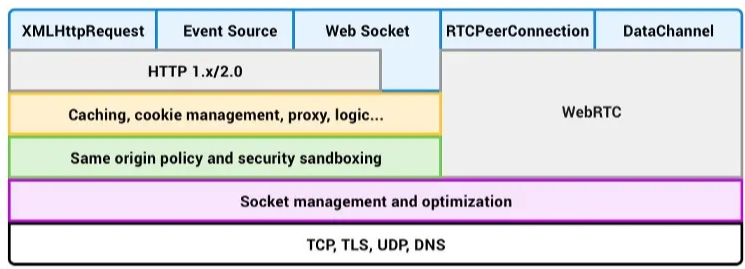 XMLHttpRequest
Event Source
Web Socket
RTCPeerConnection
DataChannel
HTTP 1.x/2.0
Caching, cookie management, proxy, logic...
WebRTC
Same origin policy and security sandboxing
Socket management and optimization
TCP, TLS, UDP, DNS